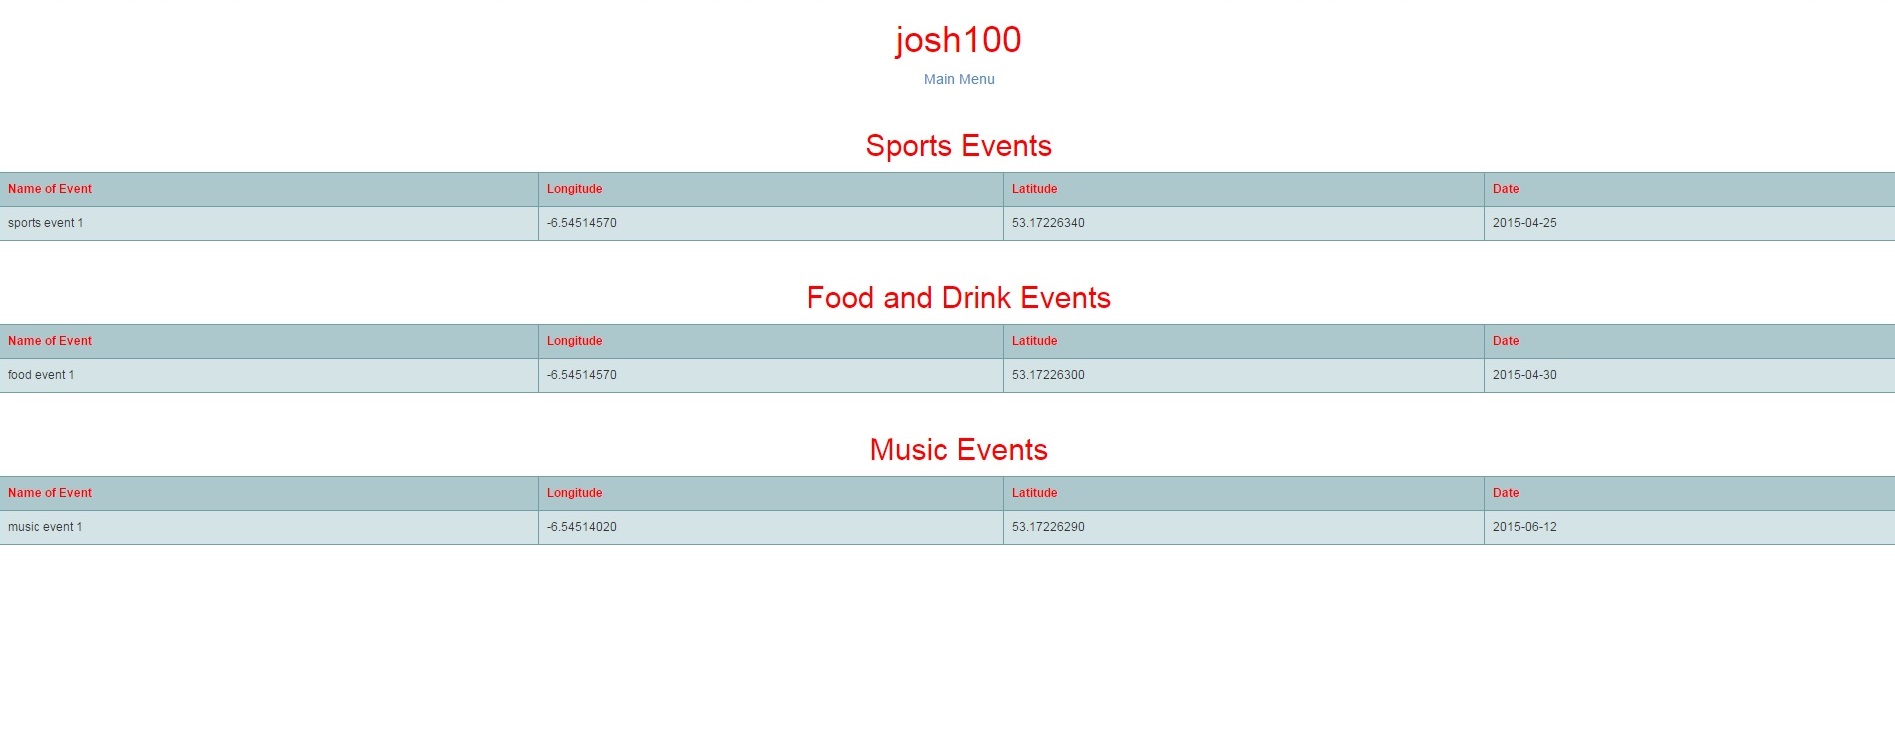 josh100
Main Menu
Sports Events
Name of Event Longitude Latitude Date
sports event 1 -6.54514570 53.17226340 2015-04-25
Food and Drink Events
Name of Event Longitude Latitude Date
food event 1 -6.54514570 53.17226300 2015-04-30
Music Events
Name of Event Longitude Latitude Date
music event 1 -6.54514020 53.17226290 2015-06-12